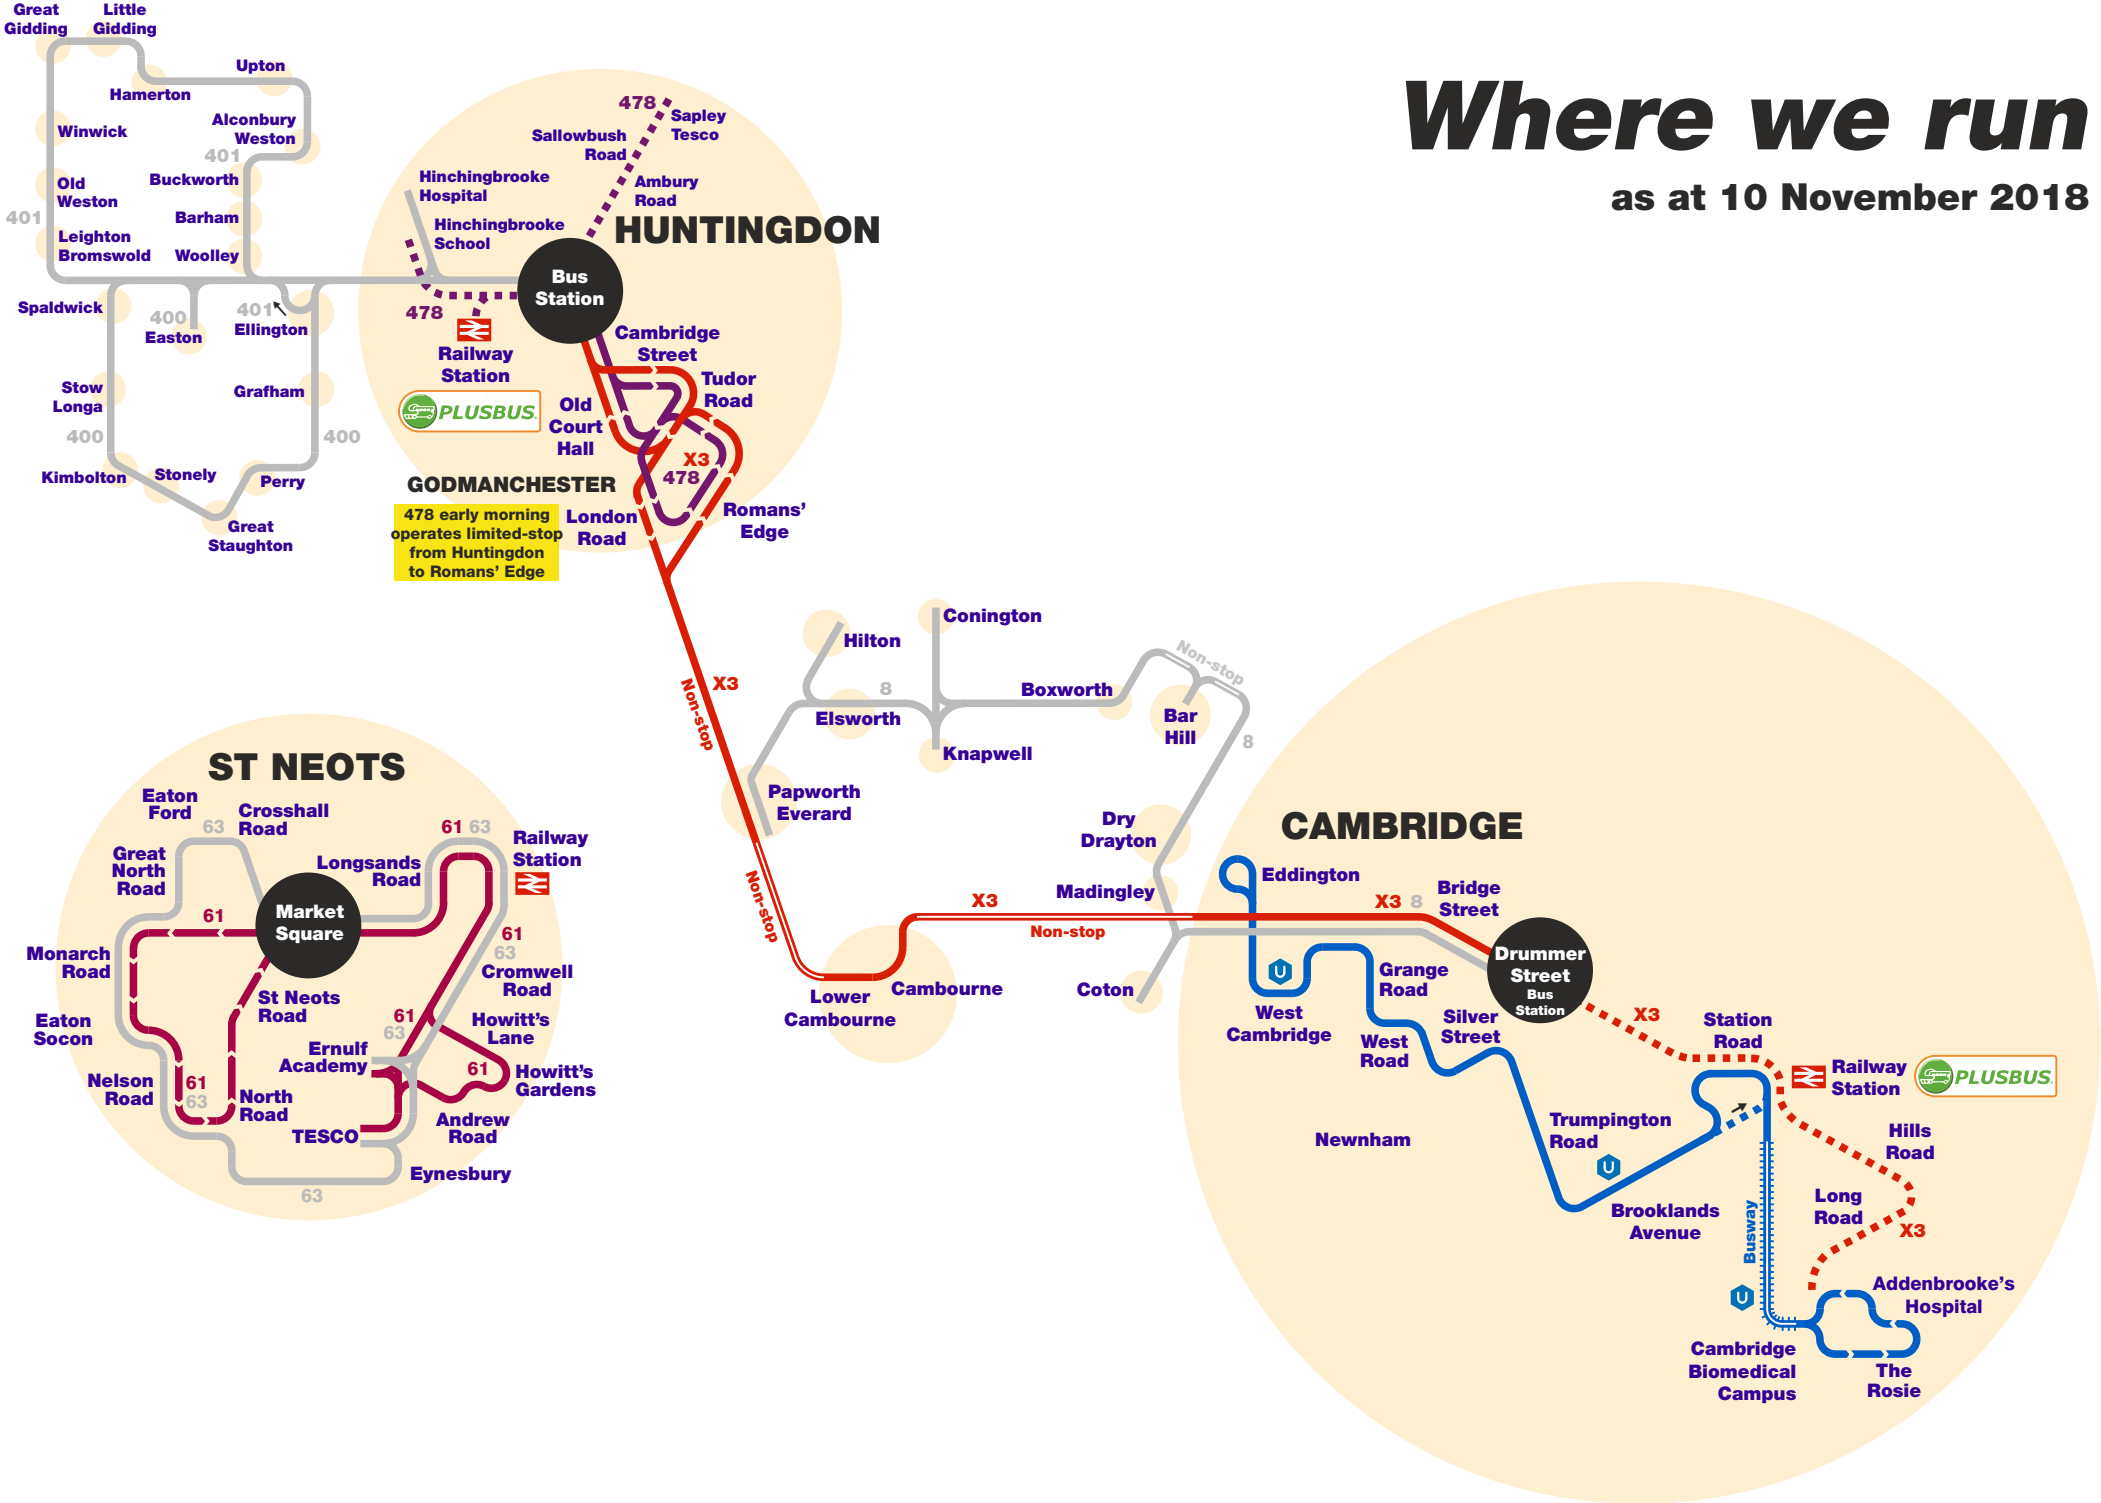 Where we run
as at 10 November 2018
Great
Gidding
Little
Gidding
Hamerton
Upton
Winwick
Alconbury
Weston
401
Old
Weston
Buckworth
401
Barham
Leighton
Bromswold
Woolley
Spaldwick
400
Easton
401
Ellington
Stow
Longa
Grafham
400
400
Kimbolton
Stonely
Perry
Great
Staughton
HUNTINGDON
478
Sapley
Tesco
Sallowbush
Road
Ambury
Road
Hinchingbrooke
Hospital
Hinchingbrooke
School
Bus
Station
478
Railway
Station
PLUSBUS
Cambridge
Street
Tudor
Road
Old
Court
Hall
X3
478
GODMANCHESTER
478 early morning
operates limited-stop
from Huntingdon
to Romans’ Edge
London
Road
Romans’
Edge
X3
Non-stop
Non-stop
Hilton
Conington
8
Elsworth
Boxworth
Knapwell
Non-stop
Bar
Hill
8
Papworth
Everard
Dry
Drayton
Madingley
Coton
X3
Non-stop
Lower
Cambourne
Cambourne
ST NEOTS
Eaton
Ford
63
Crosshall
Road
Great
North
Road
61
63
Railway
Station
Longsands
Road
61
Market
Square
Monarch
Road
61
63
Cromwell
Road
St Neots
Road
61
63
Howitt’s
Lane
Eaton
Socon
Ernulf
Academy
61
Howitt’s
Gardens
Nelson
Road
61
63
North
Road
TESCO
Andrew
Road
Eynesbury
63
CAMBRIDGE
Eddington
X3
8
Bridge
Street
Drummer
Street
Bus
Station
Grange
Road
West
Cambridge
U
West
Road
Silver
Street
X3
Station
Road
Railway
Station
PLUSBUS
Newnham
Trumpington
Road
U
Hills
Road
Brooklands
Avenue
Long
Road
X3
Busway
U
Addenbrooke’s
Hospital
Cambridge
Biomedical
Campus
The
Rosie